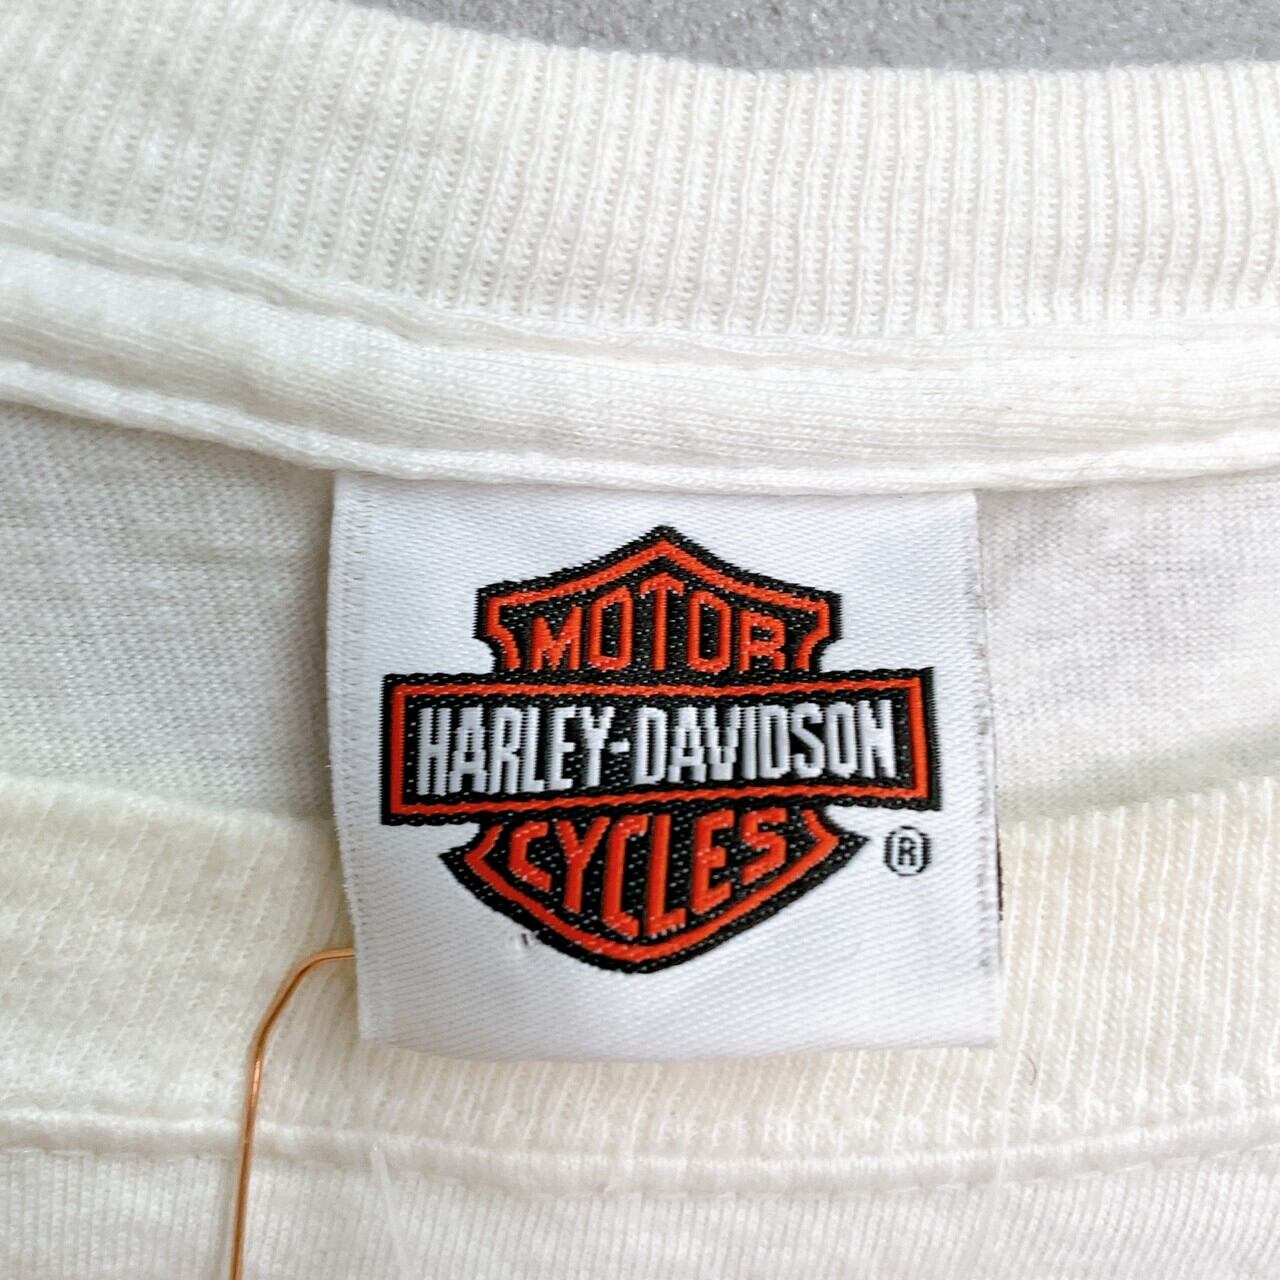 MOTOR
HARLEY-DAVIDSON
CYCLES
®